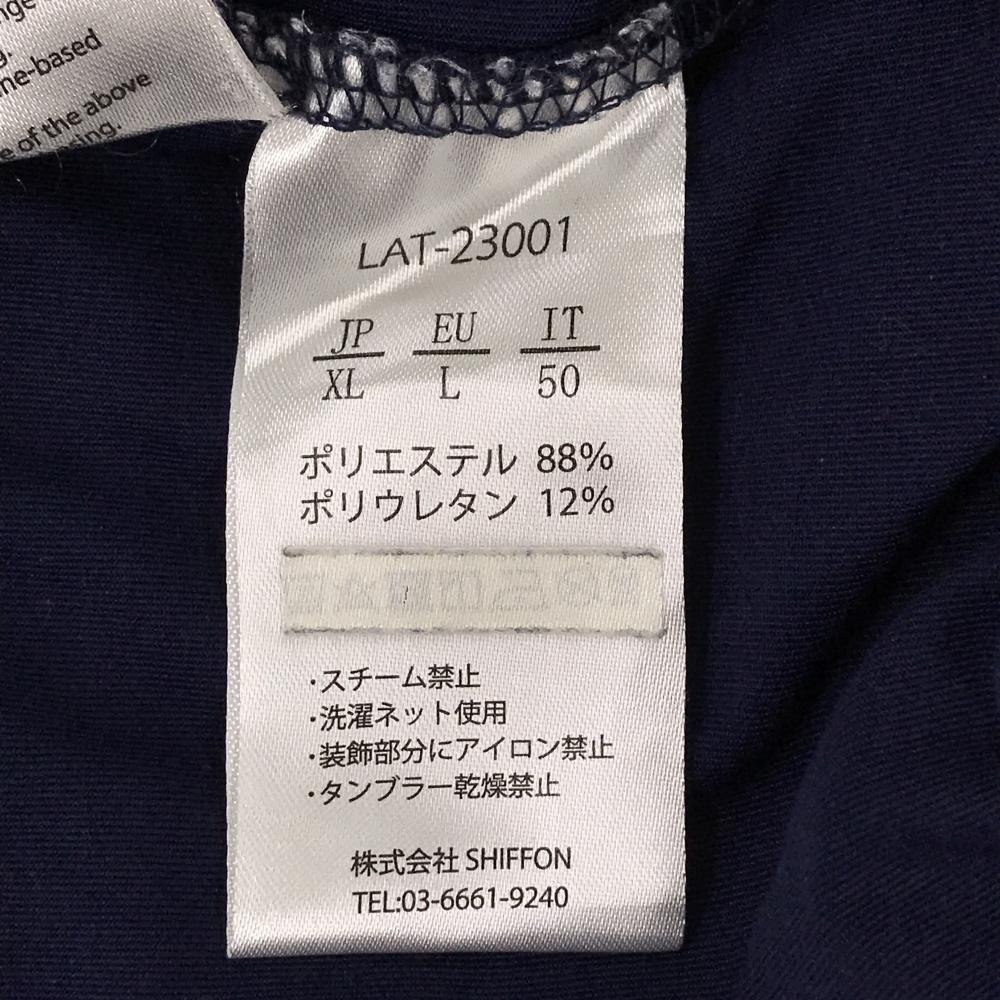 ne-based
e of the above
LAT-23001
JP EU IT
XL L 50
ポリエステル 88%
ポリウレタン 12%
・スチーム禁止
・洗濯ネット使用
・装飾部分にアイロン禁止
・タンブラー乾燥禁止
株式会社 SHIFFON
TEL:03-6661-9240